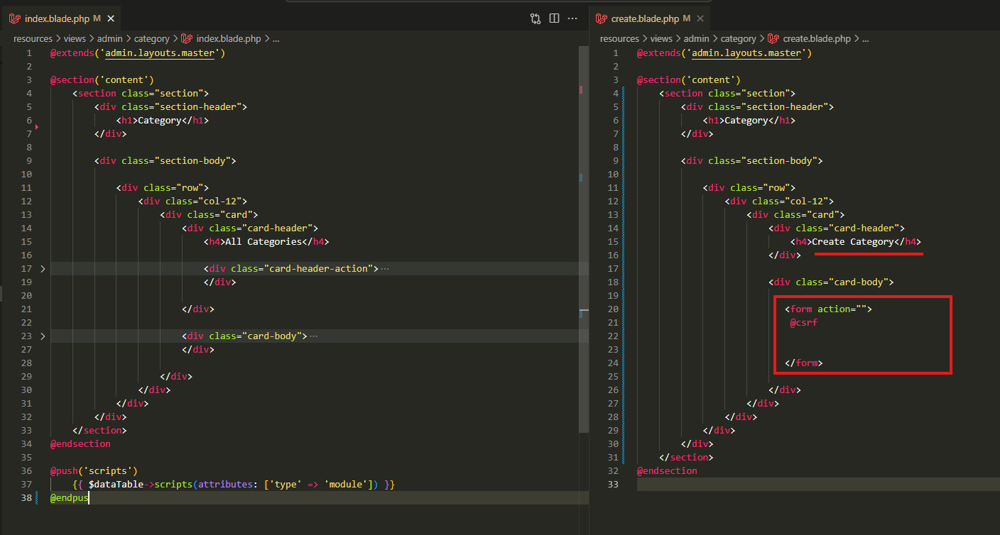 index.blade.php M
resources > views > admin > category > index.blade.php > ...
1 @extends('admin.layouts.master')
2
3 @section('content')
4 <section class="section">
5 <div class="section-header">
6 <h1>Category</h1>
7 </div>
8
9 <div class="section-body">
10
11 <div class="row">
12 <div class="col-12">
13 <div class="card">
14 <div class="card-header">
15 <h4>All Categories</h4>
16
17 <div class="card-header-action">...
19 </div>
20
21 </div>
22
23 <div class="card-body">...
27 </div>
28
29 </div>
30 </div>
31 </div>
32 </div>
33 </section>
34 @endsection
35
36 @push('scripts')
37 {{ $dataTable->scripts(attributes: ['type' => 'module']) }}
38 @endpus
create.blade.php M
resources > views > admin > category > create.blade.php > ...
1 @extends('admin.layouts.master')
2
3 @section('content')
4 <section class="section">
5 <div class="section-header">
6 <h1>Category</h1>
7 </div>
8
9 <div class="section-body">
10
11 <div class="row">
12 <div class="col-12">
13 <div class="card">
14 <div class="card-header">
15 <h4>Create Category</h4>
16 </div>
17
18 <div class="card-body">
19
20 <form action="">
21 @csrf
22
23
24 </form>
25
26 </div>
27 </div>
28 </div>
29 </div>
30 </div>
31 </section>
32 @endsection
33